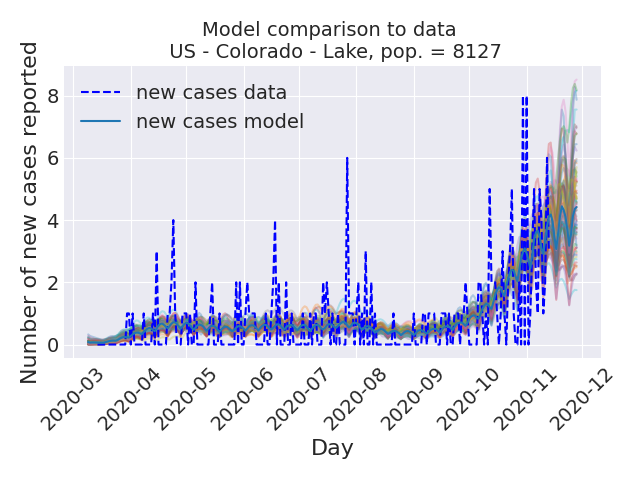 Model comparison to data
US - Colorado - Lake, pop. = 8127
Number of new cases reported
8
6
4
2
0
new cases data
new cases model
2020-03
2020-04
2020-05
2020-06
2020-07
2020-08
2020-09
2020-10
2020-11
2020-12
Day